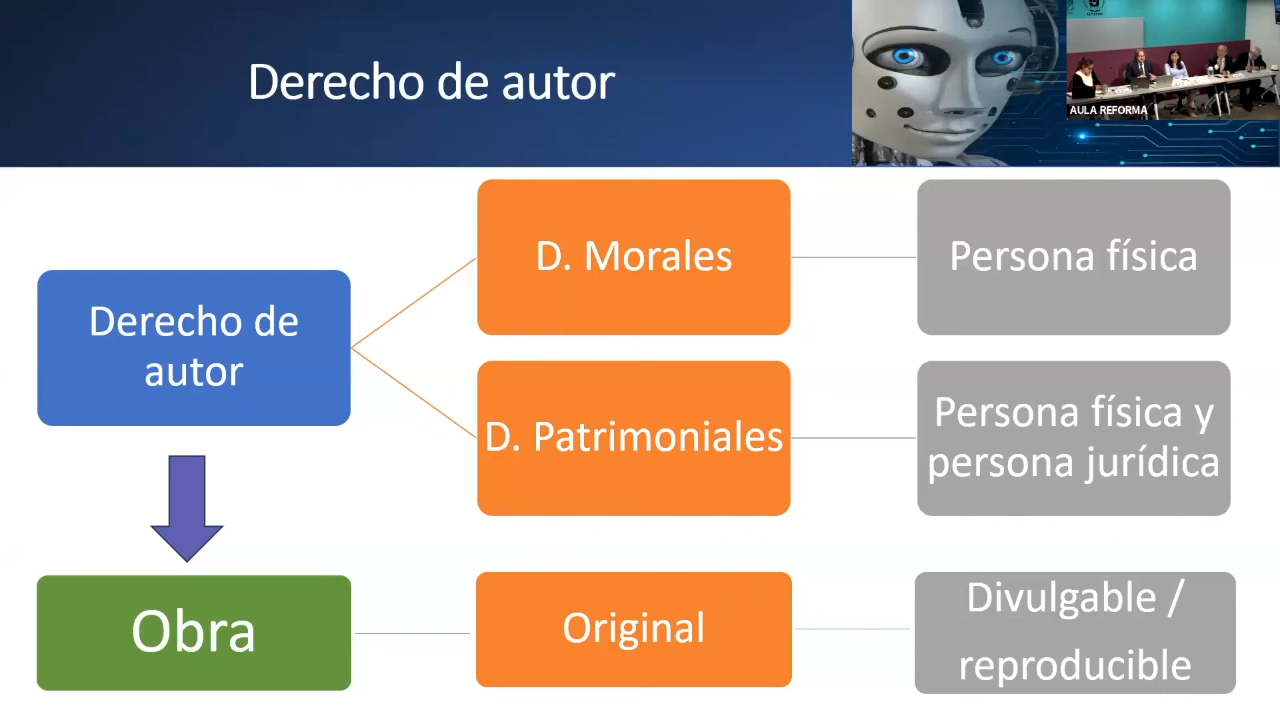 Derecho de autor
AULA REFORMA
D. Morales
Persona física
Derecho de
autor
D. Patrimoniales
Persona física y
persona jurídica
Obra
Original
Divulgable /
reproducible